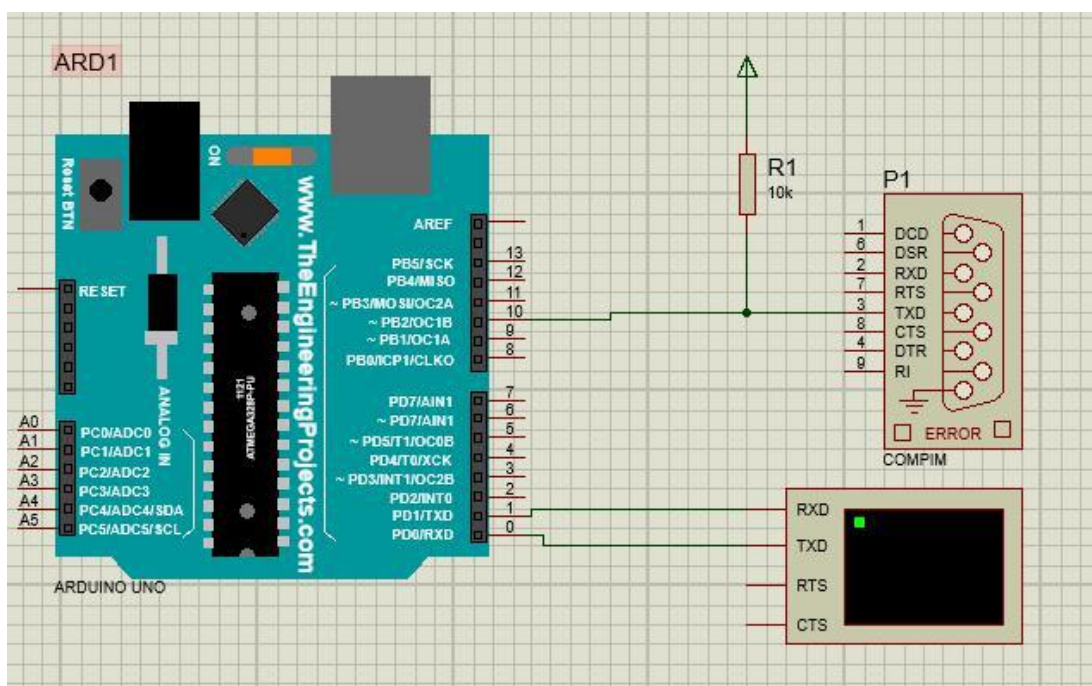 ARD1
Reset BTN
ON
www.TheEngineeringProjects.com
RESET
ANALOG IN
1121
ATMEGA328P-PU
AREF
PB5/SCK 13
PB4/MISO 12
~ PB3/MOSI/OC2A 11
~ PB2/OC1B 10
~ PB1/OC1A 9
PB0/ICP1/CLKO 8
PD7/AIN1 7
~ PD7/AIN1 6
~ PD5/T1/OC0B 5
PD4/T0/XCK 4
~ PD3/INT1/OC2B 3
PD2/INT0 2
PD1/TXD 1
PD0/RXD 0
A0 PC0/ADC0
A1 PC1/ADC1
A2 PC2/ADC2
A3 PC3/ADC3
A4 PC4/ADC4/SDA
A5 PC5/ADC5/SCL
ARDUINO UNO
R1
10k
P1
1 DCD
6 DSR
2 RXD
7 RTS
3 TXD
8 CTS
4 DTR
9 RI
ERROR
COMPIM
RXD
TXD
RTS
CTS